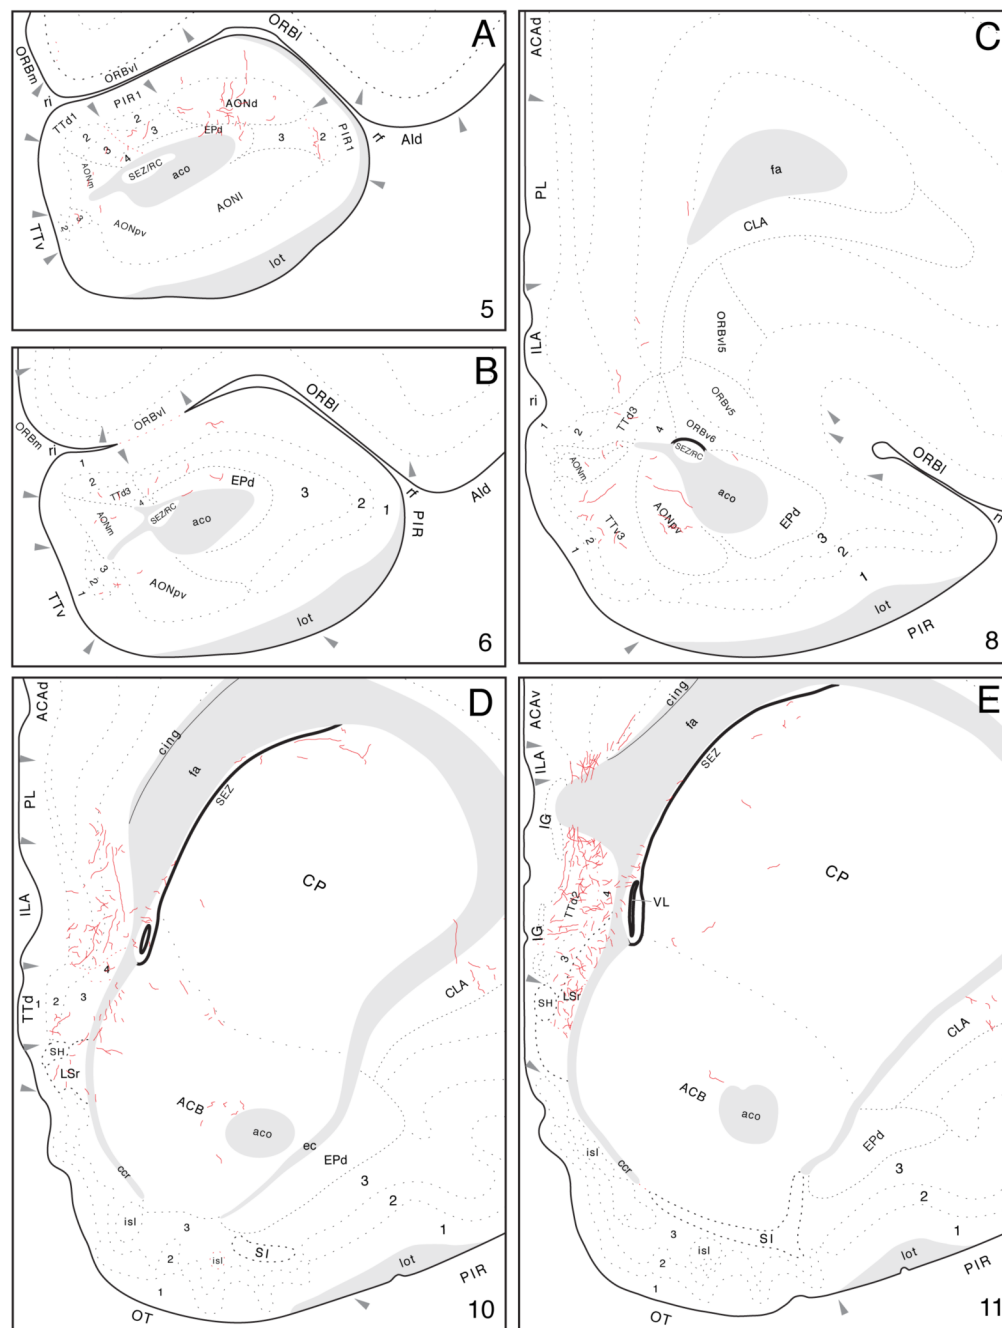 A
ORBl
ORBm
ORBvl
ri
PIR1
TTd1
2
2
3
3
4
AONd
EPd
SEZ/RC
aco
3
2
PIR1
rf
AId
AONm
AONl
3
2
AONpv
TTv
lot
5
B
ORBl
ORBvl
ORBm
ri
1
2
TTd3
4
EPd
3
2
1
rf
AId
PIR
AONm
SEZ/RC
aco
3
2
1
AONpv
TTv
lot
6
C
ACAd
fa
PL
CLA
ORBvl5
ILA
ri
1
2
TTd3
4
ORBv5
ORBv6
SEZ/RC
ORBl
AONm
aco
TTv3
2
1
AONpv
EPd
3
2
1
lot
PIR
8
D
ACAd
cing
fa
SEZ
PL
CP
ILA
4
TTd
1
2
3
CLA
SH
LSr
ACB
aco
ec
EPd
ccr
3
2
1
isl
3
2
isl
SI
1
lot
PIR
OT
10
E
ACAv
cing
fa
SEZ
ILA
IG
CP
TTd2
4
VL
IG
3
SH
LSr
CLA
ACB
aco
EPd
isl
ccr
3
2
1
3
isl
2
SI
1
lot
PIR
OT
11